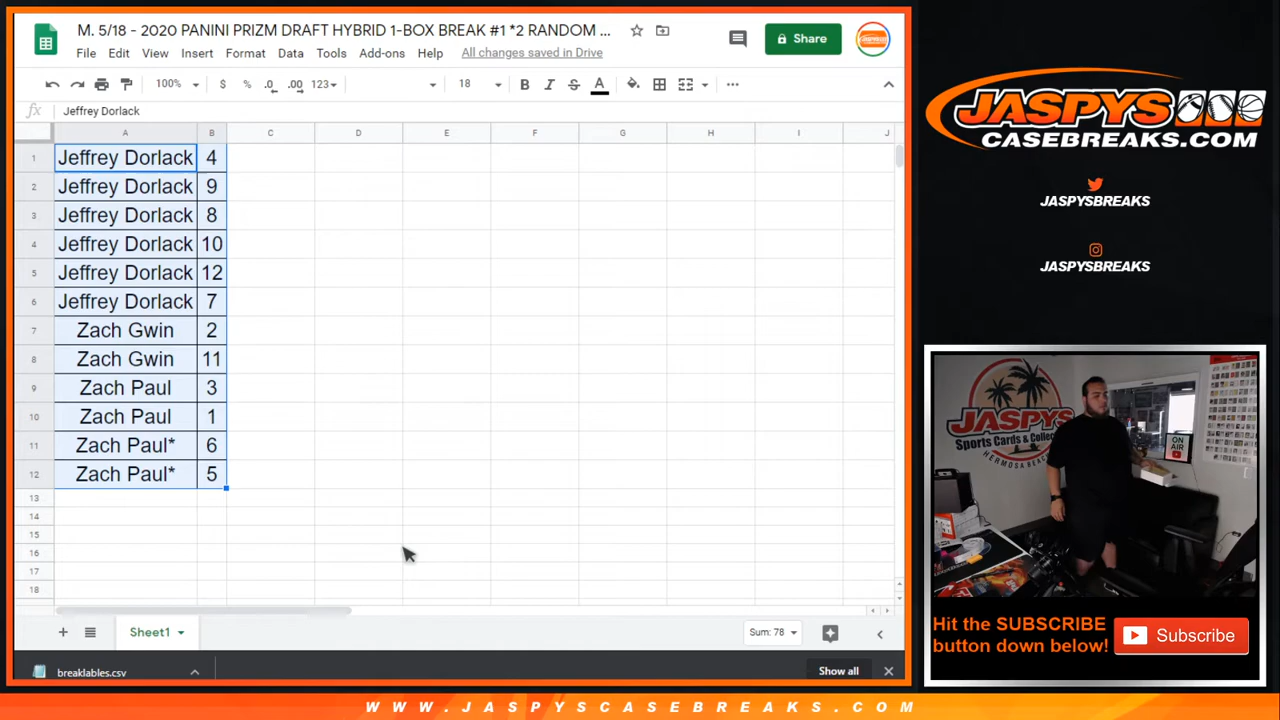 M. 5/18 - 2020 PANINI PRIZM DRAFT HYBRID 1-BOX BREAK #1 *2 RANDOM ...
File Edit View Insert Format Data Tools Add-ons Help All changes saved in Drive
Share
100% $ % .0 .00 123 18 B I S A
fx Jeffrey Dorlack
A B C D E F G H I J
1 Jeffrey Dorlack 4
2 Jeffrey Dorlack 9
3 Jeffrey Dorlack 8
4 Jeffrey Dorlack 10
5 Jeffrey Dorlack 12
6 Jeffrey Dorlack 7
7 Zach Gwin 2
8 Zach Gwin 11
9 Zach Paul 3
10 Zach Paul 1
11 Zach Paul* 6
12 Zach Paul* 5
13
14
15
16
17
18
Sheet1
Sum: 78
breaklables.csv
Show all
JASPYS
CASEBREAKS.COM
JASPYSBREAKS
JASPYSBREAKS
JASPYS
Sports Cards & Collec
HERMOSA BEAC
ON
AIR
Hit the SUBSCRIBE
button down below!
Subscribe
WWW.JASPYSCASEBREAKS.COM